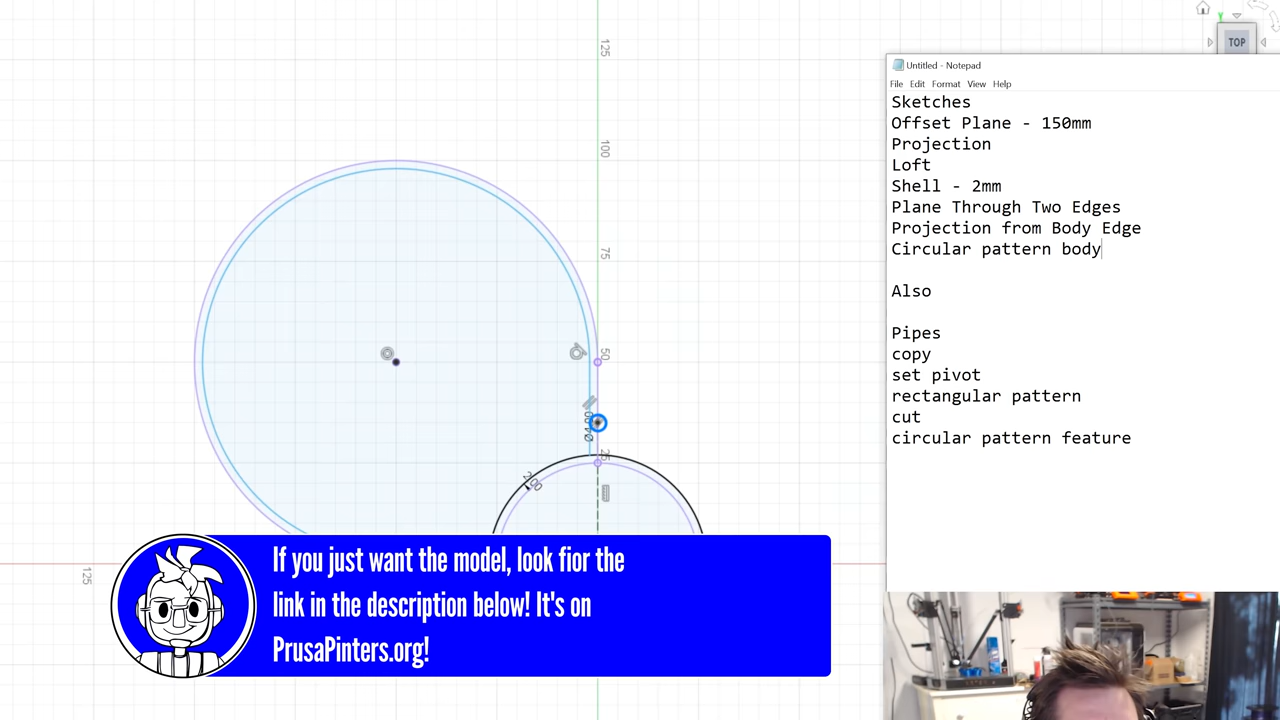 TOP
Untitled - Notepad
File Edit Format View Help
Sketches
Offset Plane - 150mm
Projection
Loft
Shell - 2mm
Plane Through Two Edges
Projection from Body Edge
Circular pattern body
Also
Pipes
copy
set pivot
rectangular pattern
cut
circular pattern feature
125
100
75
50
25
2.00
125
If you just want the model, look fior the
link in the description below! It's on
PrusaPinters.org!